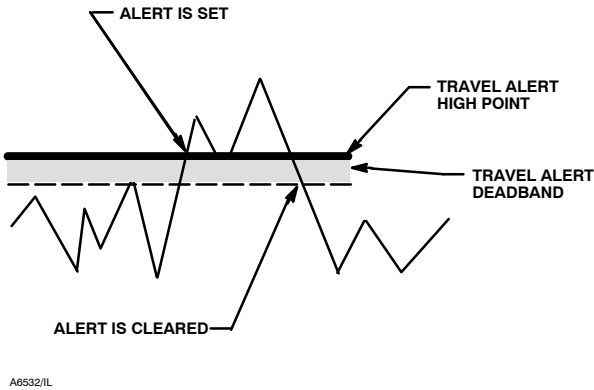 ALERT IS SET
TRAVEL ALERT
HIGH POINT
TRAVEL ALERT
DEADBAND
ALERT IS CLEARED
A6532/IL